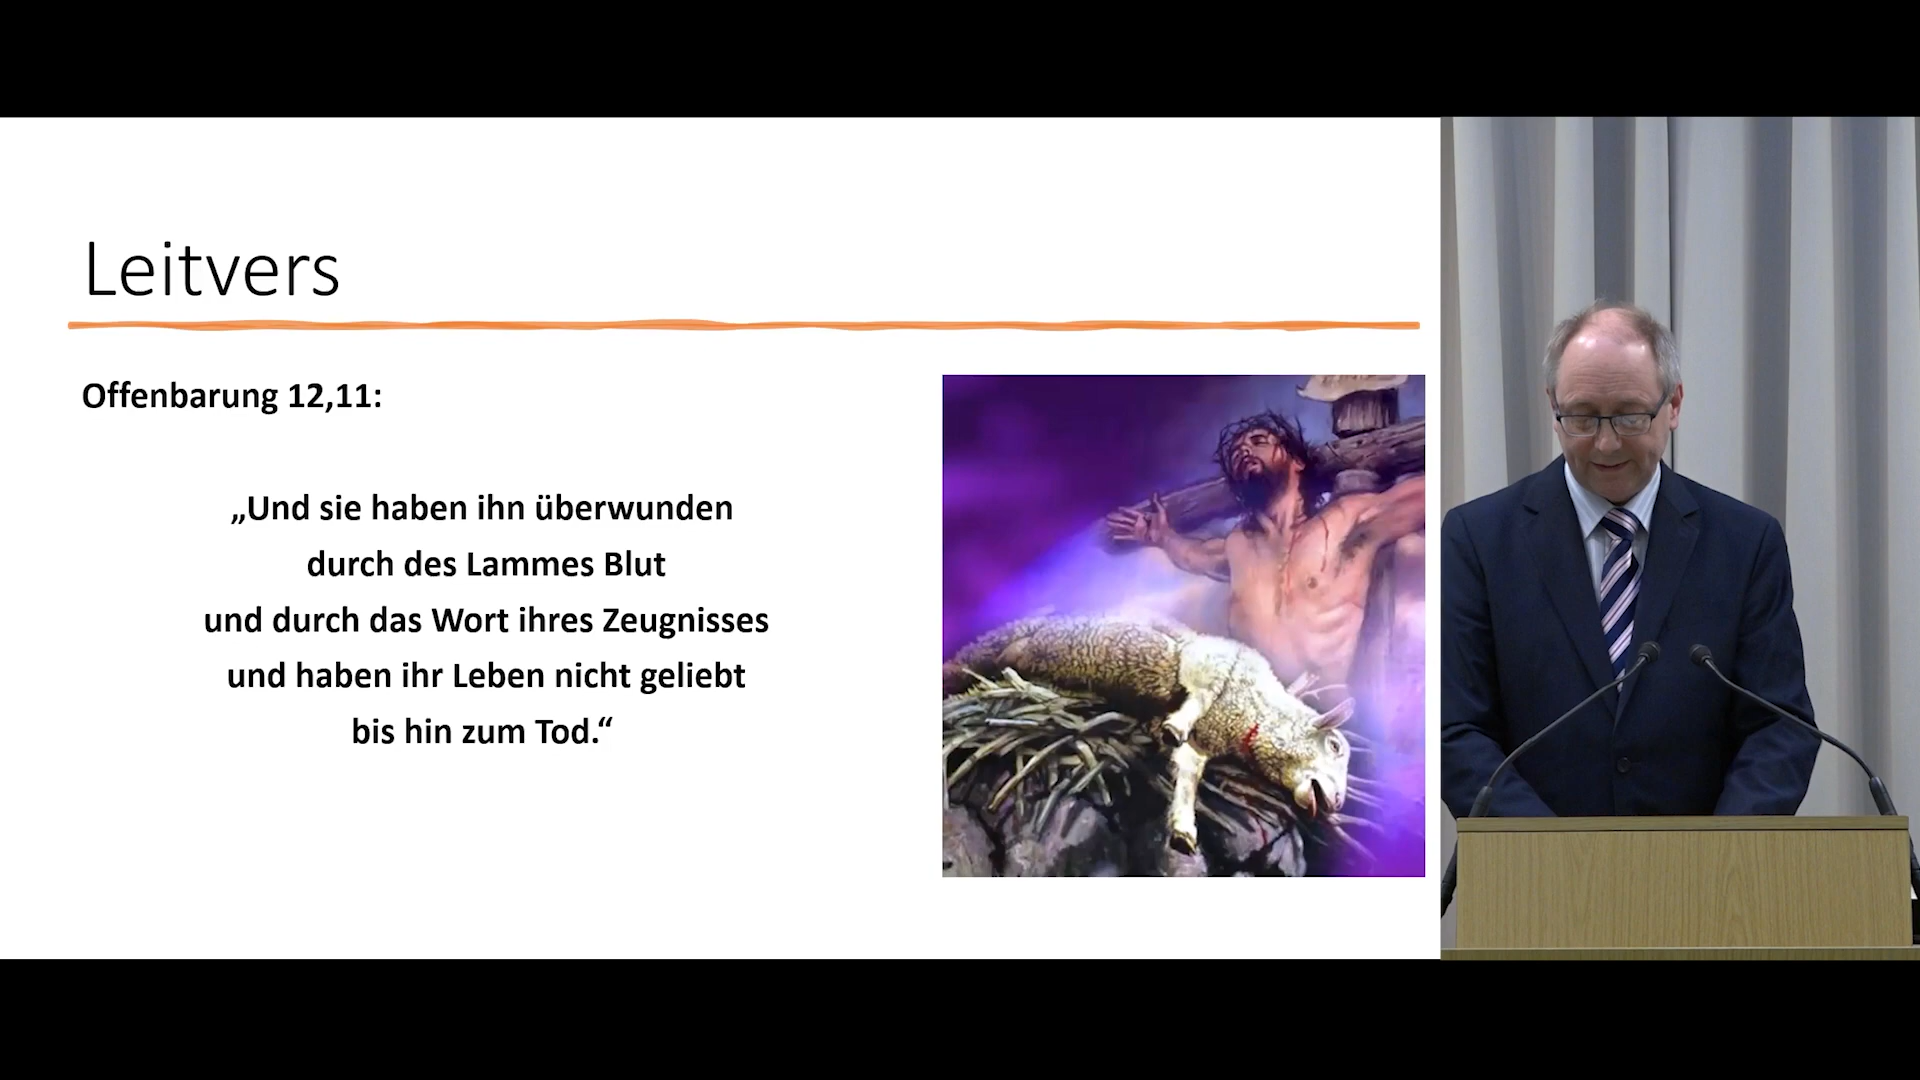 Leitvers
Offenbarung 12,11:
„Und sie haben ihn überwunden
durch des Lammes Blut
und durch das Wort ihres Zeugnisses
und haben ihr Leben nicht geliebt
bis hin zum Tod.“